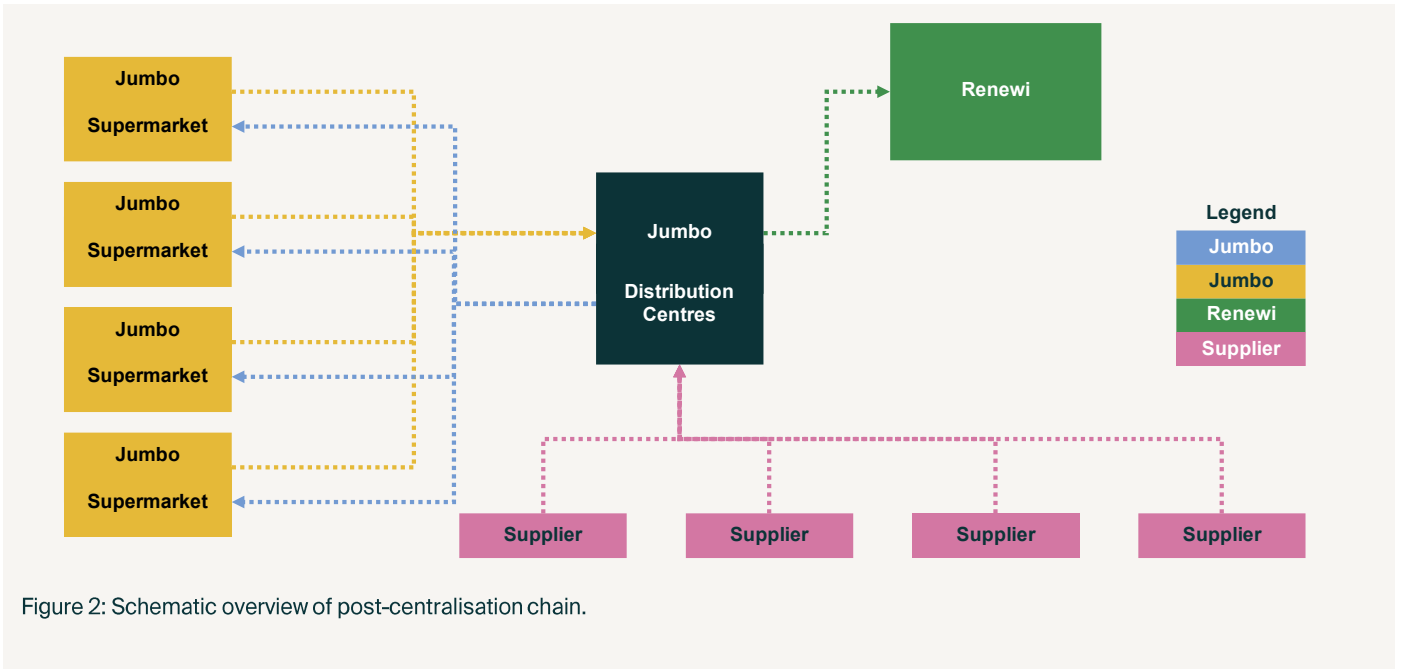 Jumbo
Supermarket
Jumbo
Supermarket
Jumbo
Supermarket
Jumbo
Supermarket
Jumbo
Distribution
Centres
Renewi
Legend
Jumbo
Jumbo
Renewi
Supplier
Supplier
Supplier
Supplier
Supplier
Figure 2: Schematic overview of post-centralisation chain.